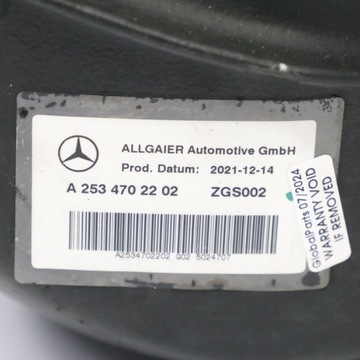 ALLGAIER Automotive GmbH
Prod. Datum: 2021-12-14
A 253 470 22 02 ZGS002
A2534702202 Q02 5024707
GlobalParts 07/2024
WARRANTY VOID
IF REMOVED